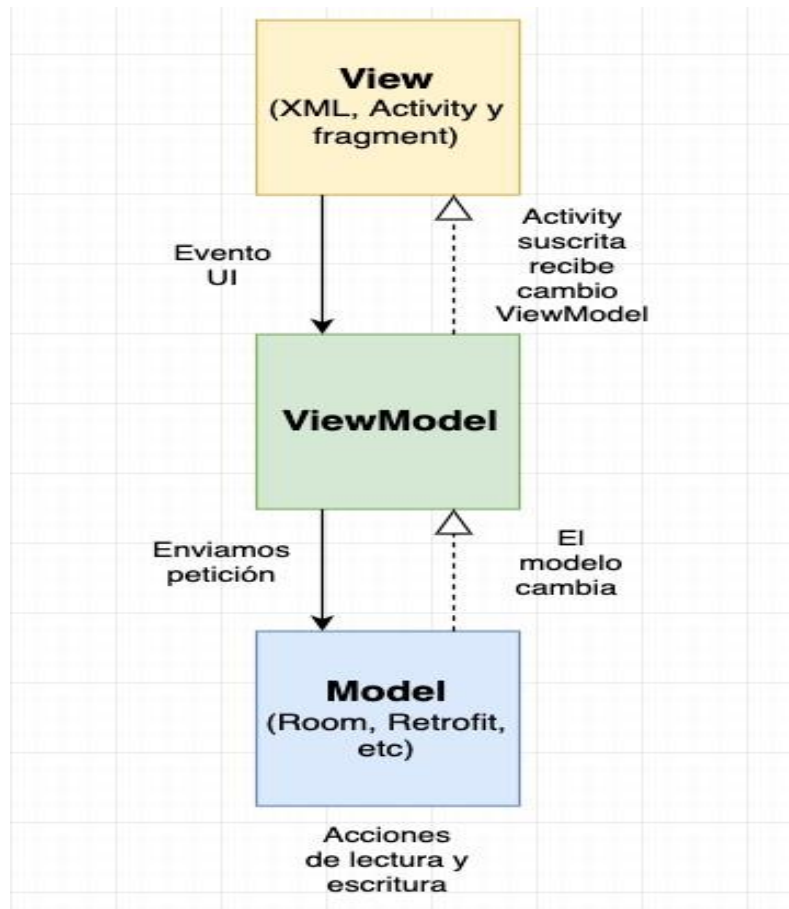 View
(XML, Activity y
fragment)
Evento
UI
Activity
suscrita
recibe
cambio
ViewModel
ViewModel
Enviamos
petición
El
modelo
cambia
Model
(Room, Retrofit,
etc)
Acciones
de lectura y
escritura